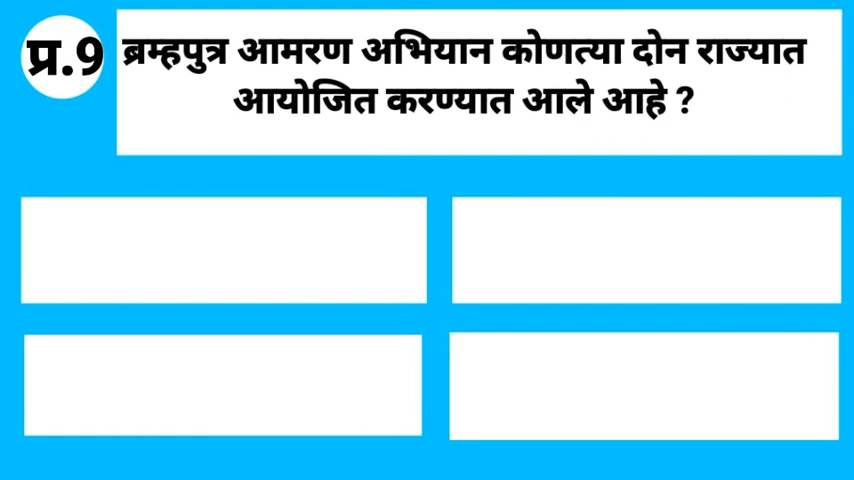 प्र.9
ब्रम्हपुत्र आमरण अभियान कोणत्या दोन राज्यात
आयोजित करण्यात आले आहे ?